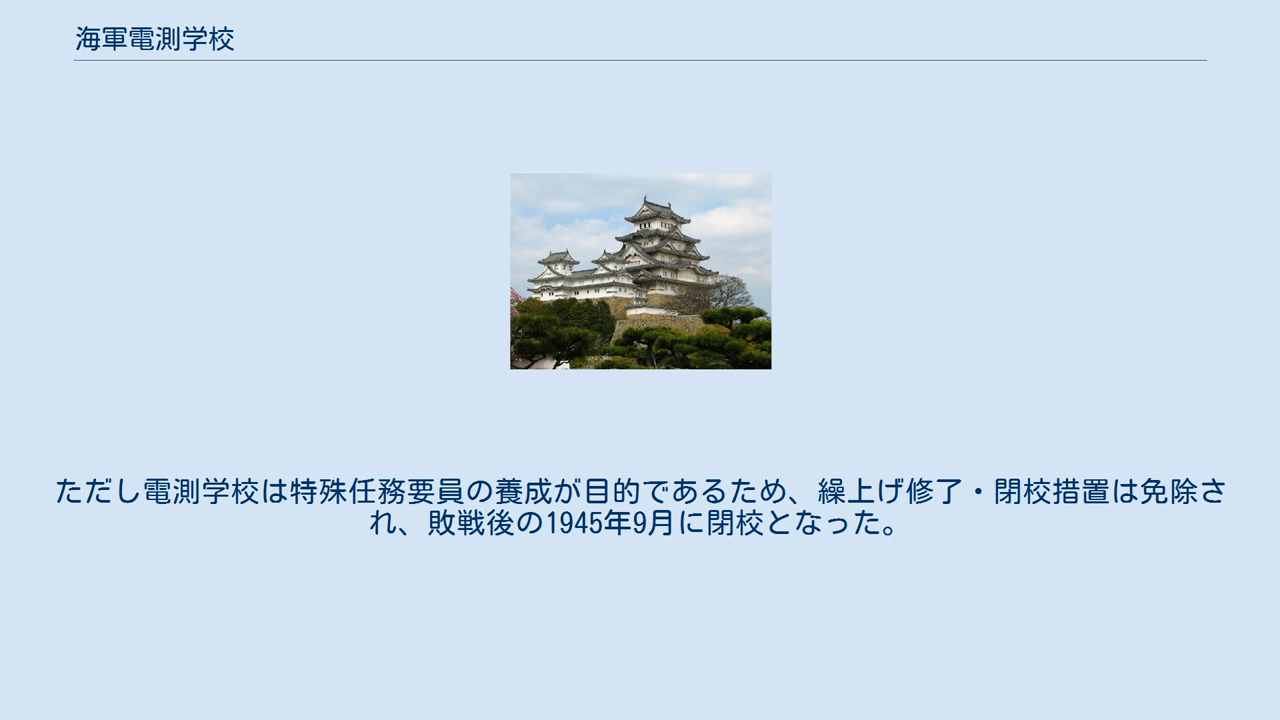 海軍電測学校
ただし電測学校は特殊任務要員の養成が目的であるため、繰上げ修了・閉校措置は免除さ
れ、敗戦後の1945年9月に閉校となった。